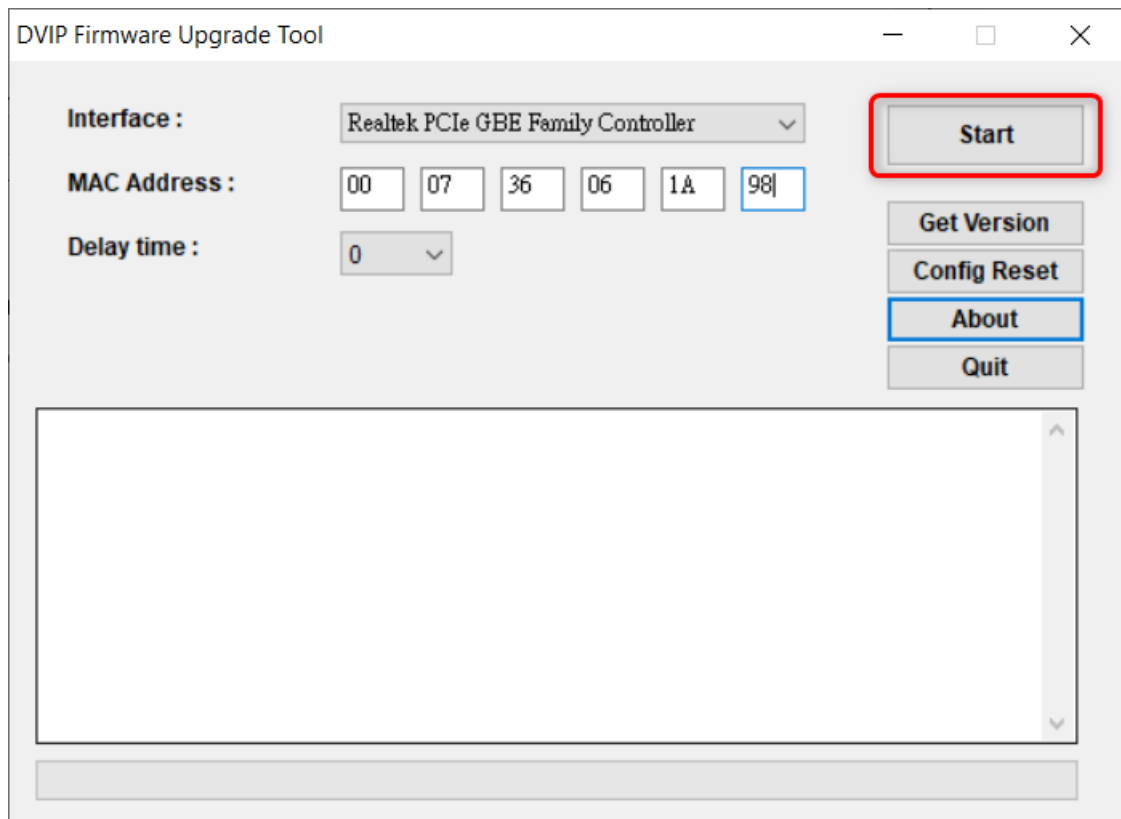 DVIP Firmware Upgrade Tool
Interface : Realtek PCIe GBE Family Controller
Start
MAC Address : 00 07 36 06 1A 98
Get Version
Delay time : 0
Config Reset
About
Quit